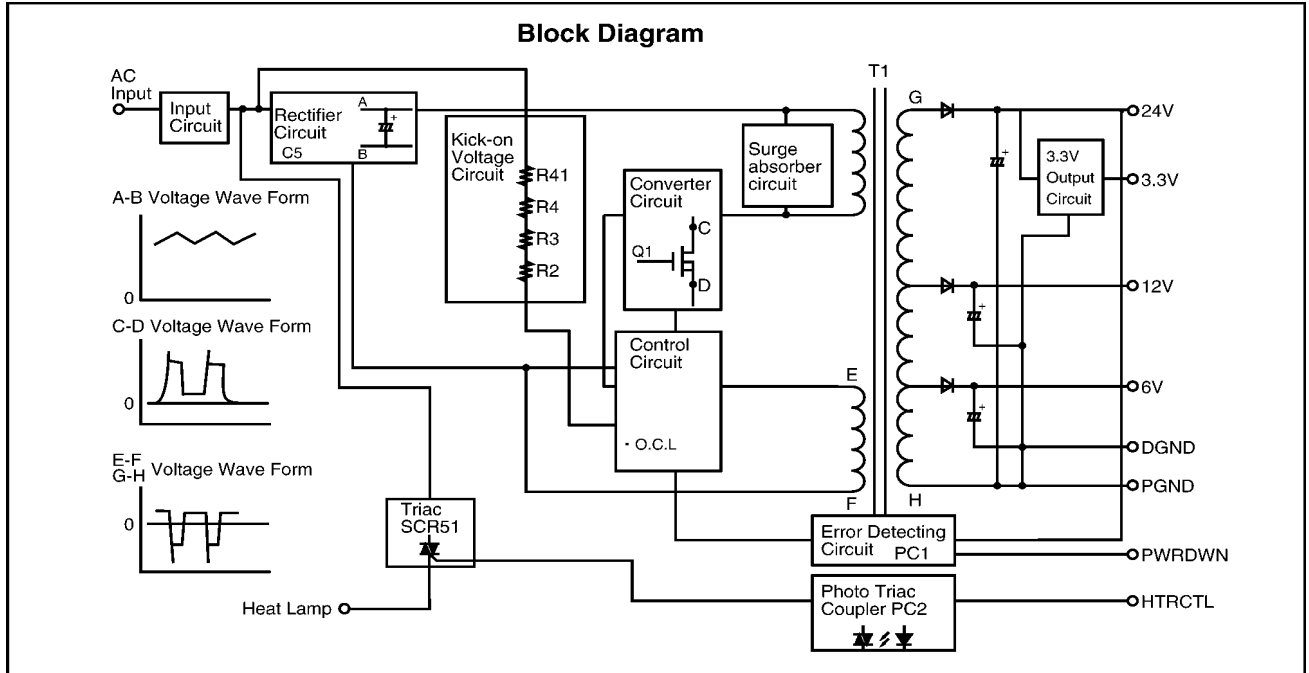 Block Diagram
AC
Input
Input
Circuit
Rectifier
Circuit
C5
A
+
B
Kick-on
Voltage
Circuit
R41
R4
R3
R2
Converter
Circuit
C
Q1
D
Surge
absorber
circuit
T1
G
24V
+
3.3V
Output
Circuit
3.3V
12V
+
6V
+
DGND
PGND
H
E
F
Control
Circuit
- O.C.L
A-B Voltage Wave Form
0
C-D Voltage Wave Form
0
E-F
G-H Voltage Wave Form
0
Triac
SCR51
Heat Lamp
Error Detecting
Circuit PC1
PWRDWN
Photo Triac
Coupler PC2
HTRCTL